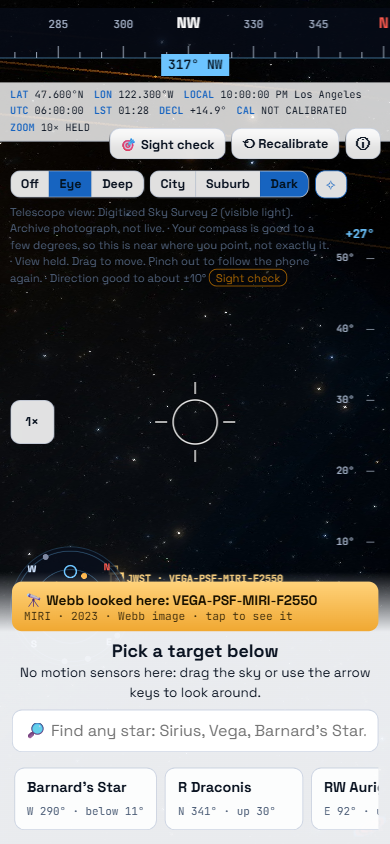 285 300 NW 330 345 N
317° NW
LAT 47.600°N LON 122.300°W LOCAL 10:00:00 PM Los Angeles
UTC 06:00:00 LST 01:28 DECL +14.9° CAL NOT CALIBRATED
ZOOM 10× HELD
🎯 Sight check
Recalibrate
Off Eye Deep City Suburb Dark
Telescope view: Digitized Sky Survey 2 (visible light).
Archive photograph, not live. · Your compass is good to a
few degrees, so this is near where you point, not exactly it.
· View held. Drag to move. Pinch out to follow the phone
again. · Direction good to about ±10° Sight check
+27°
50°
40°
30°
1×
20°
10°
W N
JWST · VEGA-PSF-MIRI-F2550
🔭 Webb looked here: VEGA-PSF-MIRI-F2550
MIRI · 2023 · Webb image · tap to see it
Pick a target below
No motion sensors here: drag the sky or use the arrow
keys to look around.
🔎 Find any star: Sirius, Vega, Barnard's Star.
Barnard's Star R Draconis RW
W 290° · below 11° N 341° · up 30° E 92° ·